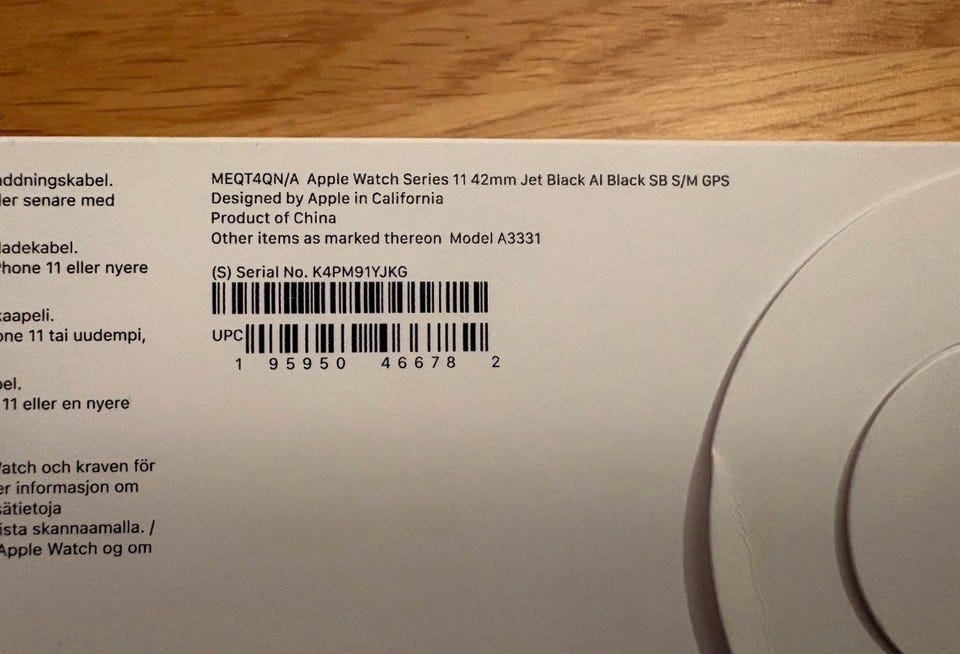 addningskabel.
ler senare med
ladekabel.
Phone 11 eller nyere
kaapeli.
one 11 tai uudempi,
bel.
11 eller en nyere
Watch och kraven för
er informasjon om
sätietoja
ista skannaamalla. /
Apple Watch og om
MEQT4QN/A Apple Watch Series 11 42mm Jet Black Al Black SB S/M GPS
Designed by Apple in California
Product of China
Other items as marked thereon Model A3331
(S) Serial No. K4PM91YJKG
UPC
1 95950 46678 2